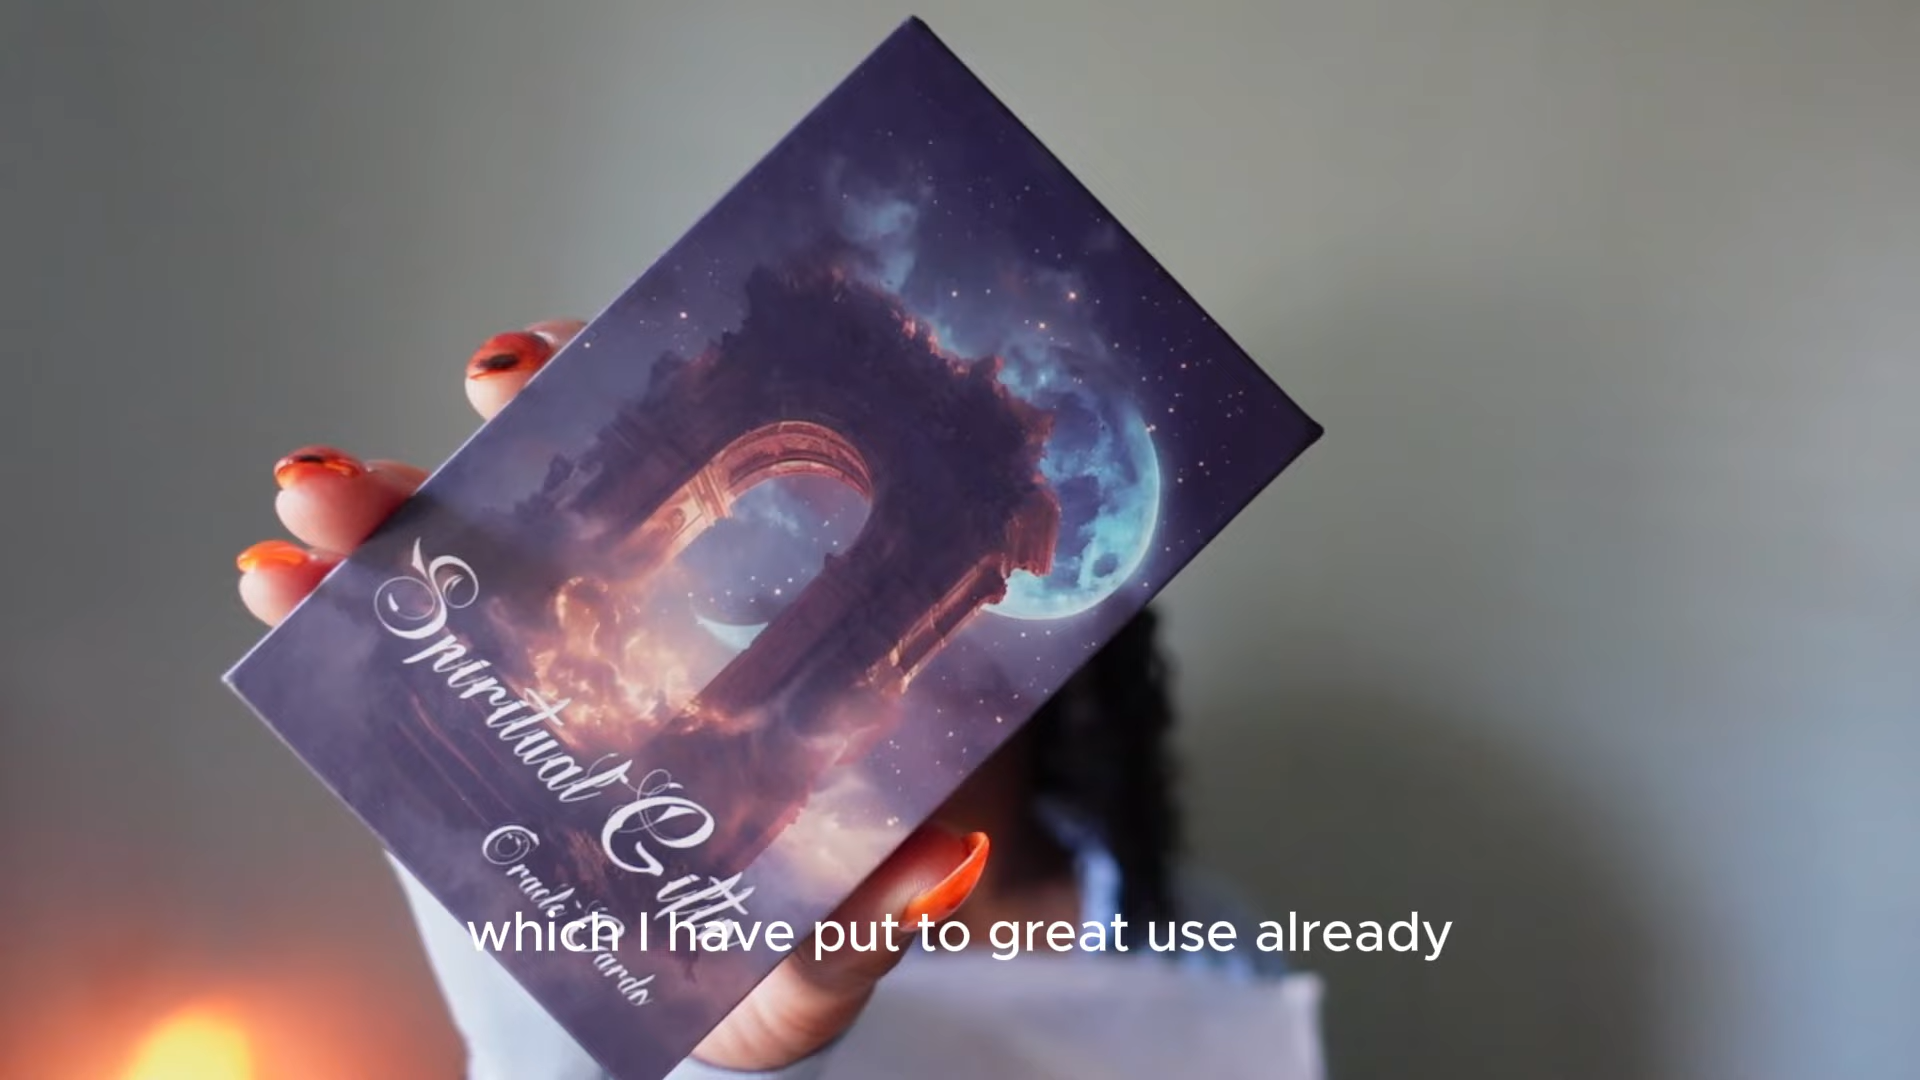 Spiritual Gifts
Oracle Cards
which I have put to great use already